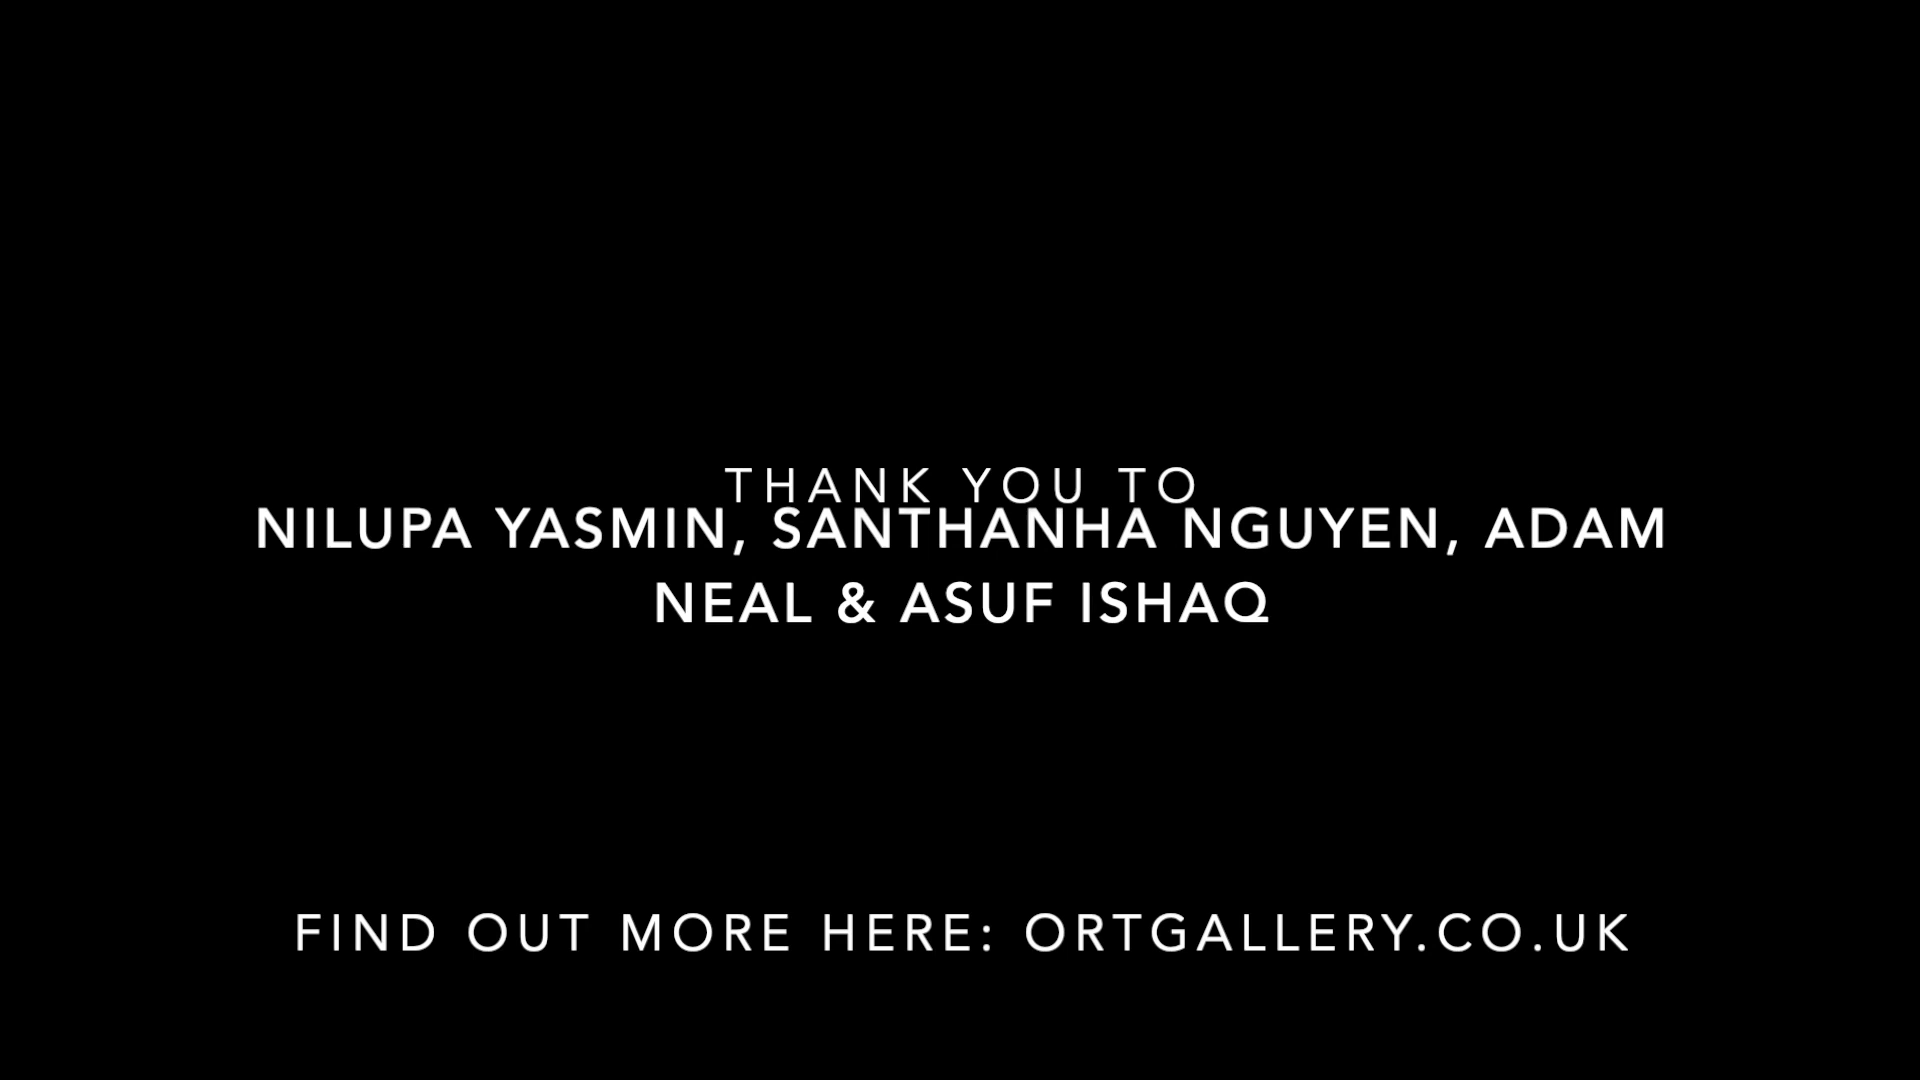 THANK YOU TO
NILUPA YASMIN, SANTHANHA NGUYEN, ADAM
NEAL & ASUF ISHAQ
FIND OUT MORE HERE: ORTGALLERY.CO.UK